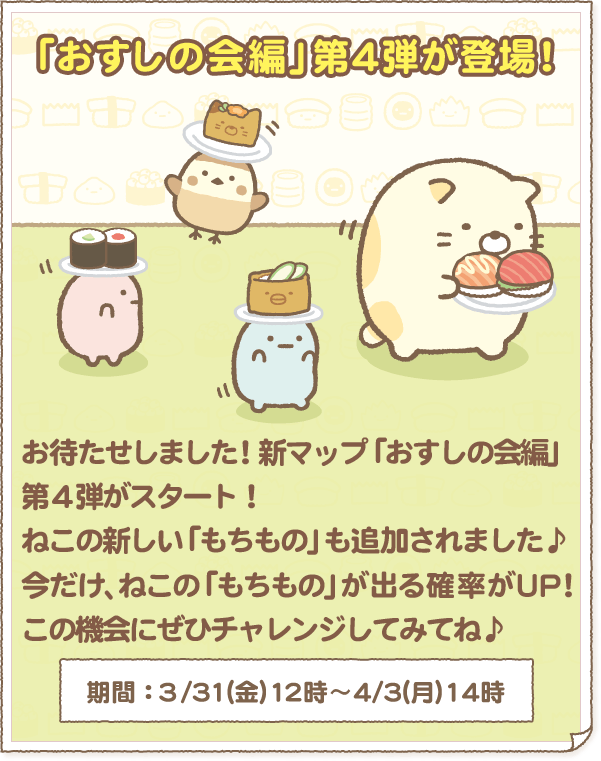 「おすしの会編」第4弾が登場！
お待たせしました！新マップ「おすしの会編」
第４弾がスタート！
ねこの新しい「もちもの」も追加されました♪
今だけ、ねこの「もちもの」が出る確率がUP！
この機会にぜひチャレンジしてみてね♪
期間：３/31(金)12時～4/3(月)14時